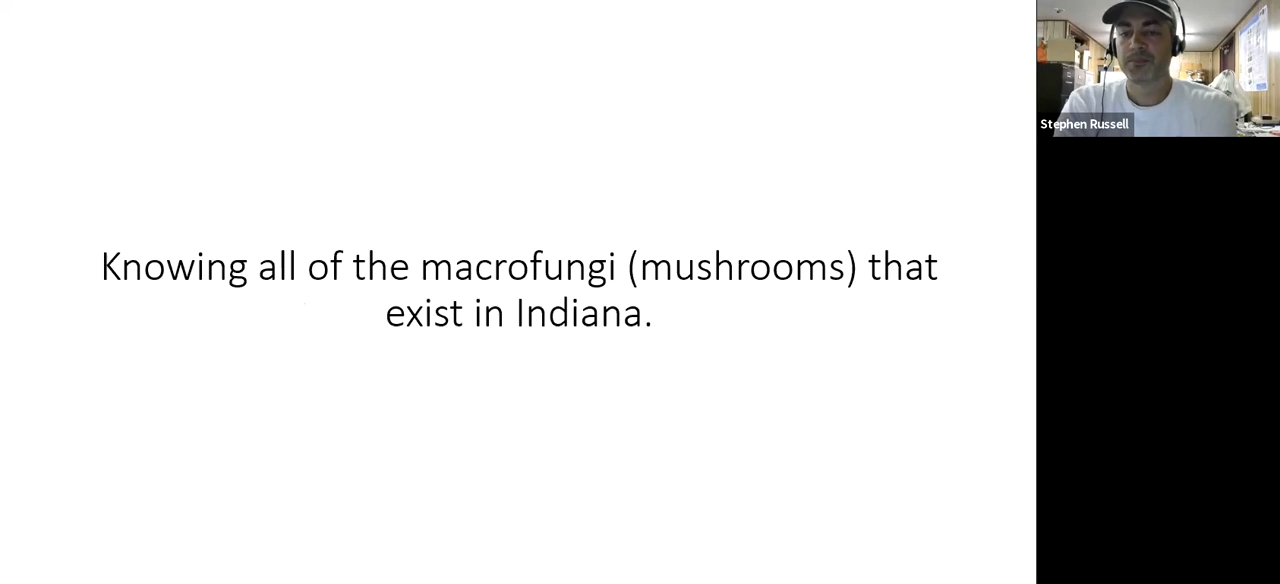 Knowing all of the macrofungi (mushrooms) that
exist in Indiana.
Stephen Russell